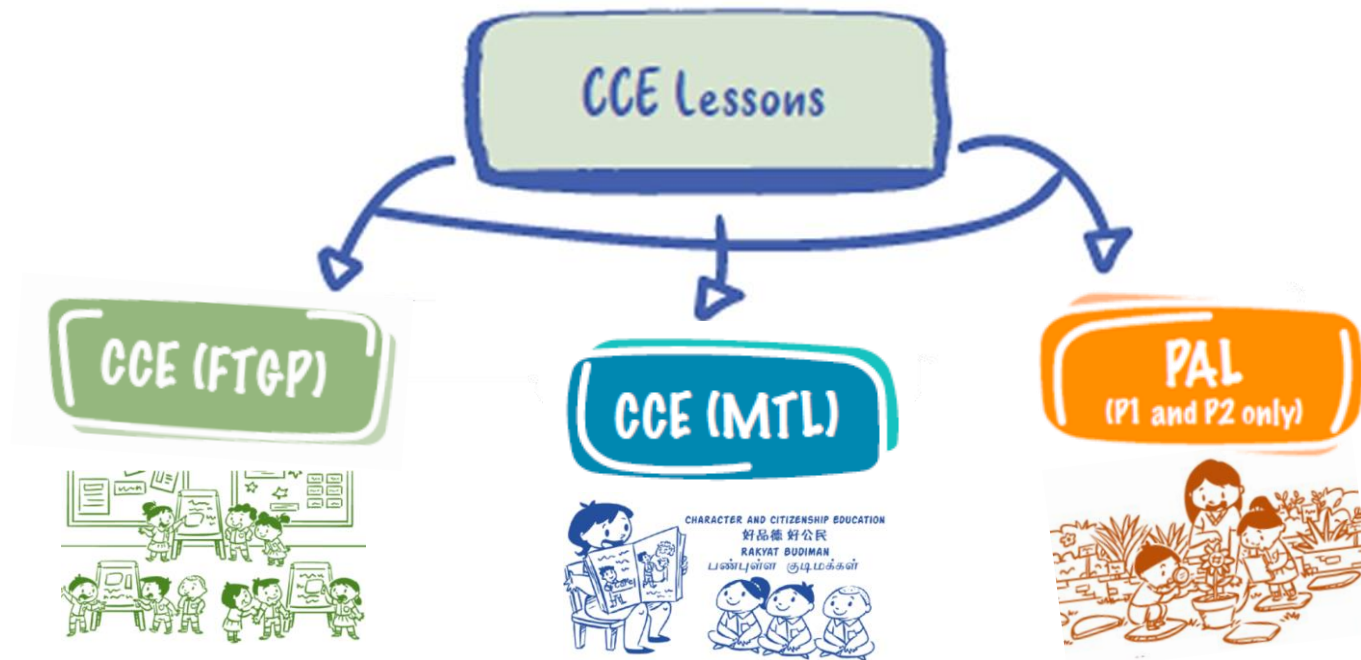 CCE Lessons
CCE (FTGP)
CCE (MTL)
PAL
(P1 and P2 only)
CHARACTER AND CITIZENSHIP EDUCATION
好品德 好公民
RAKYAT BUDIMAN
பண்புள்ள குடிமக்கள்